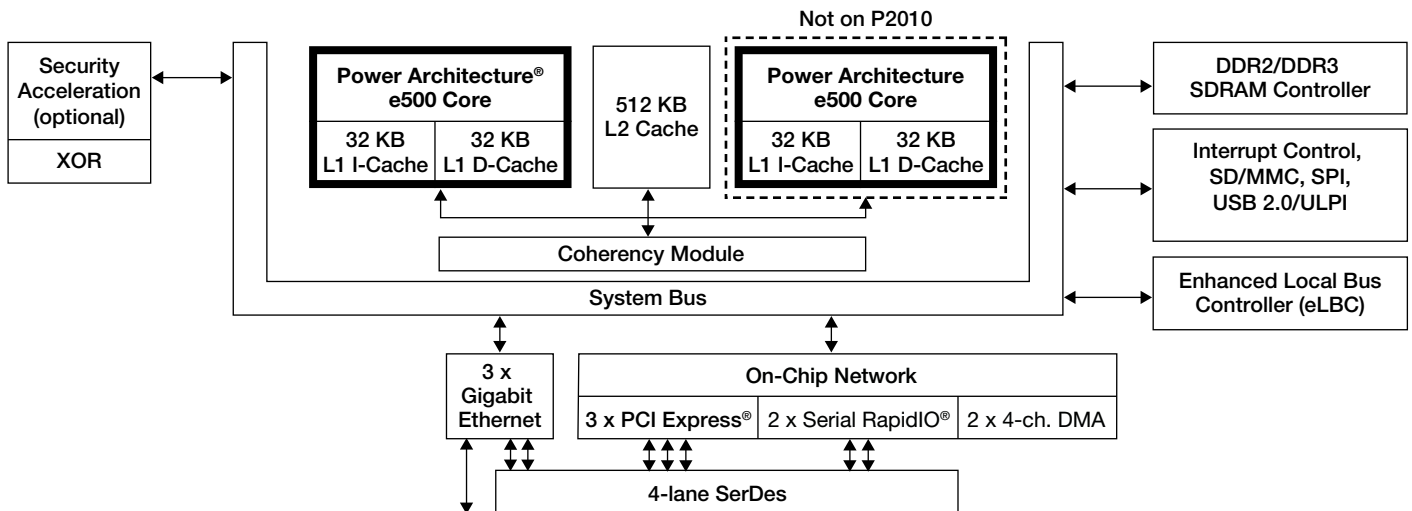 Not on P2010
Security
Acceleration
(optional)
XOR
Power Architecture®
e500 Core
32 KB
L1 I-Cache
32 KB
L1 D-Cache
512 KB
L2 Cache
Power Architecture
e500 Core
32 KB
L1 I-Cache
32 KB
L1 D-Cache
DDR2/DDR3
SDRAM Controller
Interrupt Control,
SD/MMC, SPI,
USB 2.0/ULPI
Coherency Module
System Bus
Enhanced Local Bus
Controller (eLBC)
3 x
Gigabit
Ethernet
On-Chip Network
3 x PCI Express®
2 x Serial RapidIO®
2 x 4-ch. DMA
4-lane SerDes